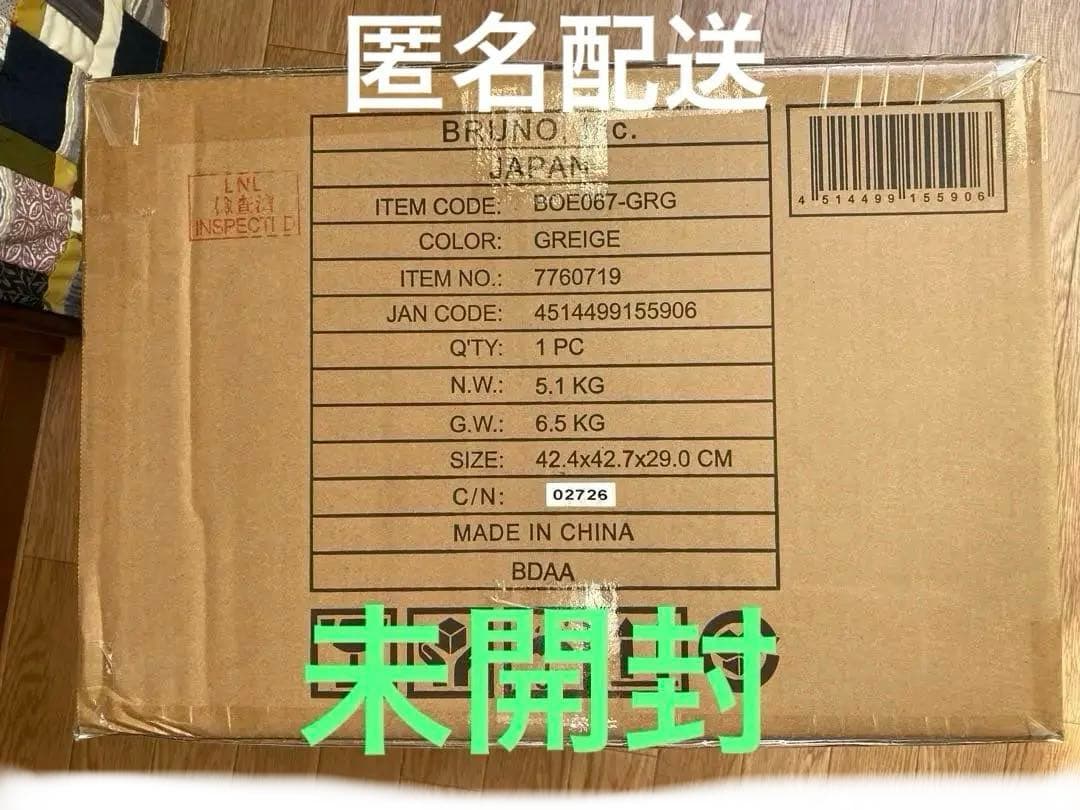 匿名配送
BRUNO, Inc.
JAPAN
ITEM CODE: BOE067-GRG
COLOR: GREIGE
ITEM NO.: 7760719
JAN CODE: 4514499155906
Q'TY: 1 PC
N.W.: 5.1 KG
G.W.: 6.5 KG
SIZE: 42.4x42.7x29.0 CM
C/N: 02726
MADE IN CHINA
BDAA
4 514499 155906
LNL
INSPECTED
未開封